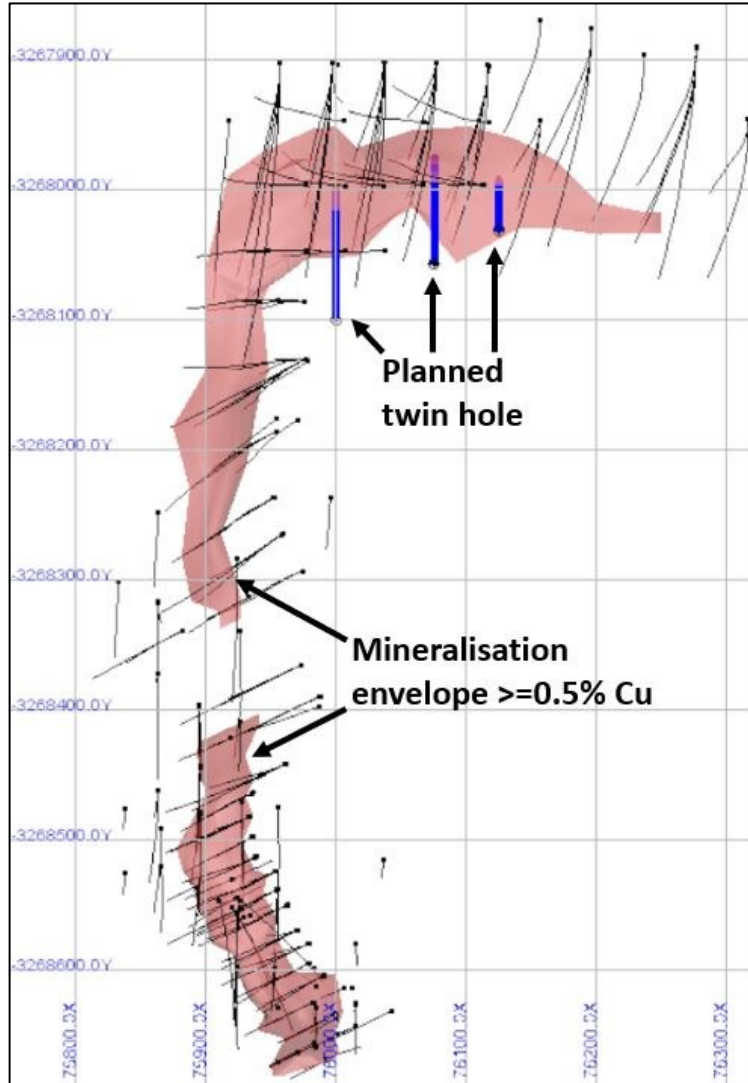 -3267900.0Y
-3268000.0Y
-3268100.0Y
Planned
twin hole
-3268200.0Y
-3268300.0Y
Mineralisation
envelope >=0.5% Cu
-3268400.0Y
-3268500.0Y
-3268600.0Y
75800.0X
75900.0X
76000.0X
76100.0X
76200.0X
76300.0X